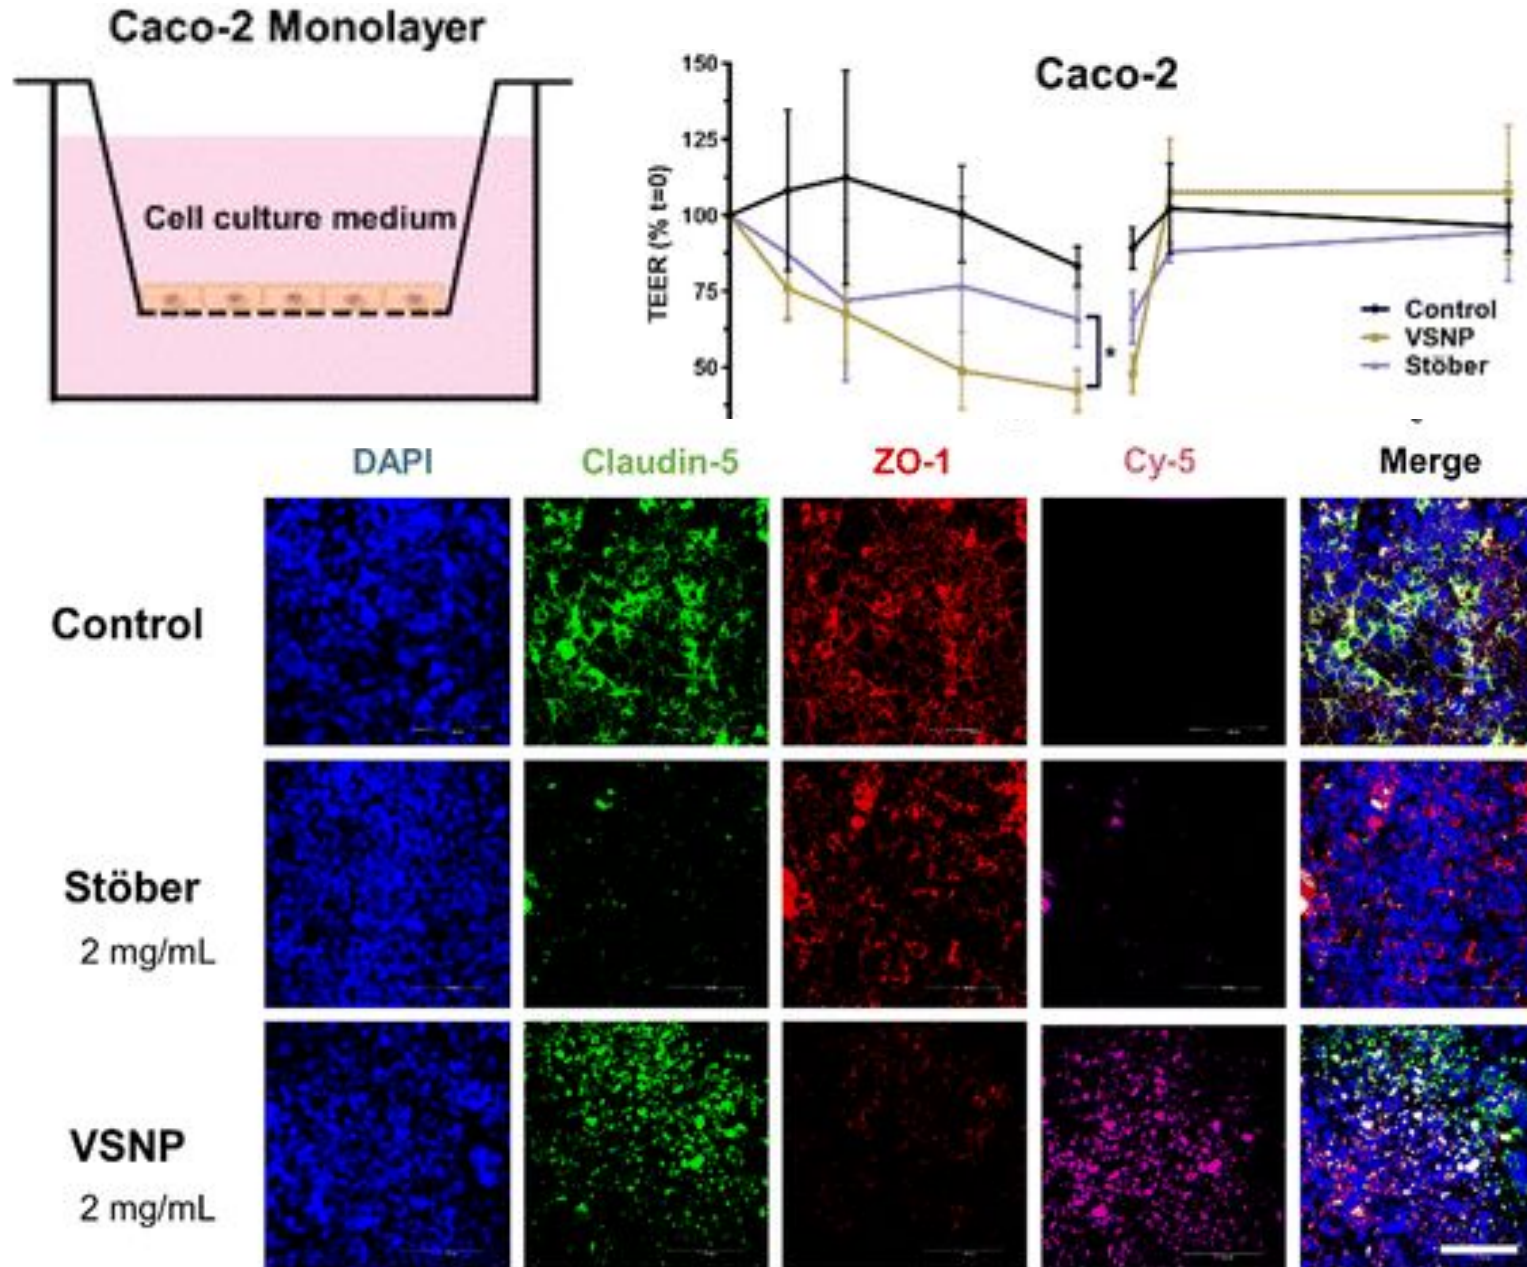 Caco-2 Monolayer
Cell culture medium
Caco-2
TEER (% t=0)
150
125
100
75
50
*
Control
VSNP
Stöber
DAPI
Claudin-5
ZO-1
Cy-5
Merge
Control
Stöber
2 mg/mL
VSNP
2 mg/mL